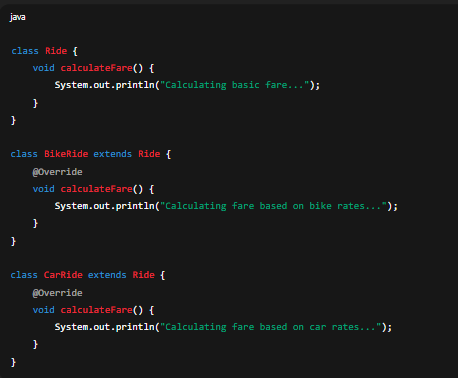 java
class Ride {
    void calculateFare() {
        System.out.println("Calculating basic fare...");
    }
}
class BikeRide extends Ride {
    @Override
    void calculateFare() {
        System.out.println("Calculating fare based on bike rates...");
    }
}
class CarRide extends Ride {
    @Override
    void calculateFare() {
        System.out.println("Calculating fare based on car rates...");
    }
}